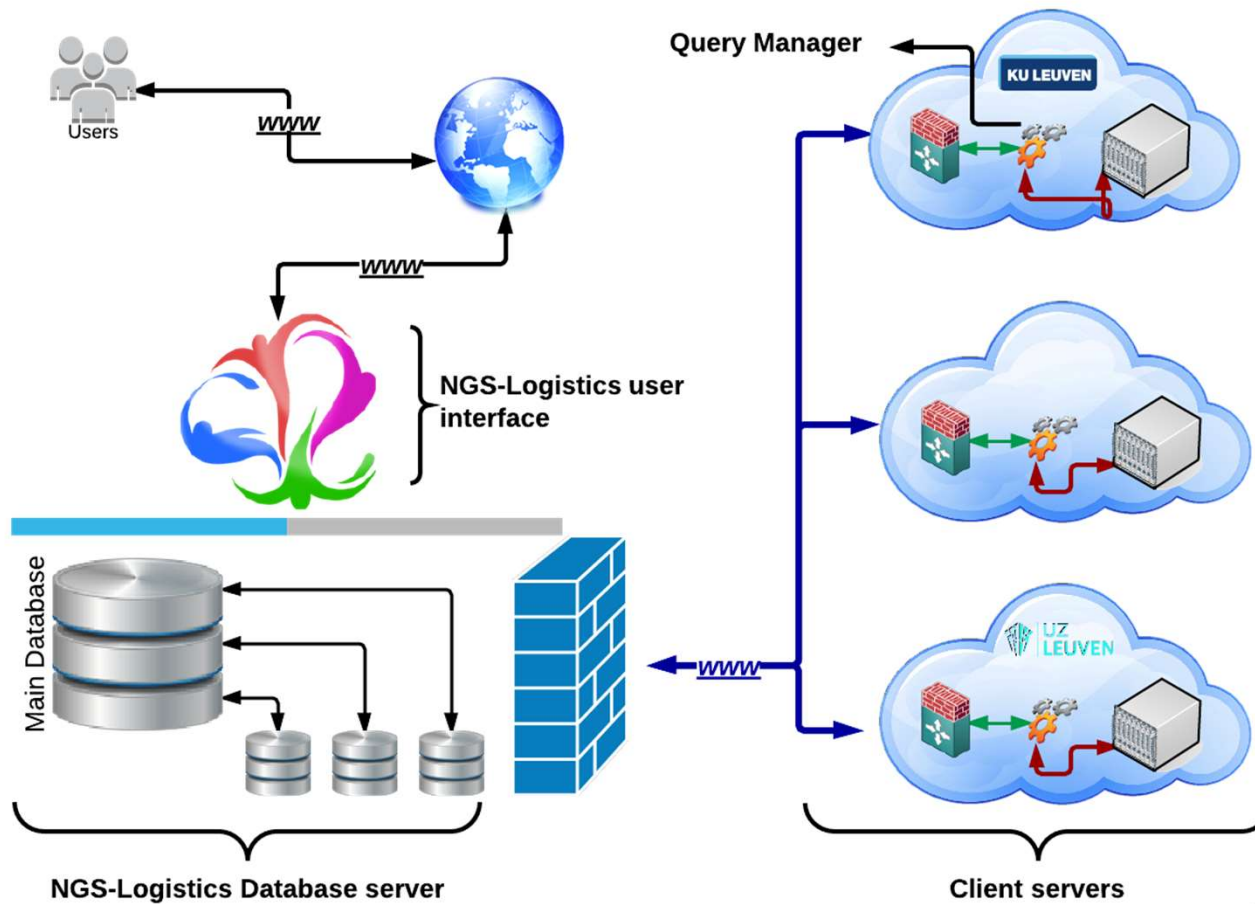 Users
www
www
NGS-Logistics user
interface
Main Database
NGS-Logistics Database server
www
Query Manager
KU LEUVEN
UZ
LEUVEN
Client servers